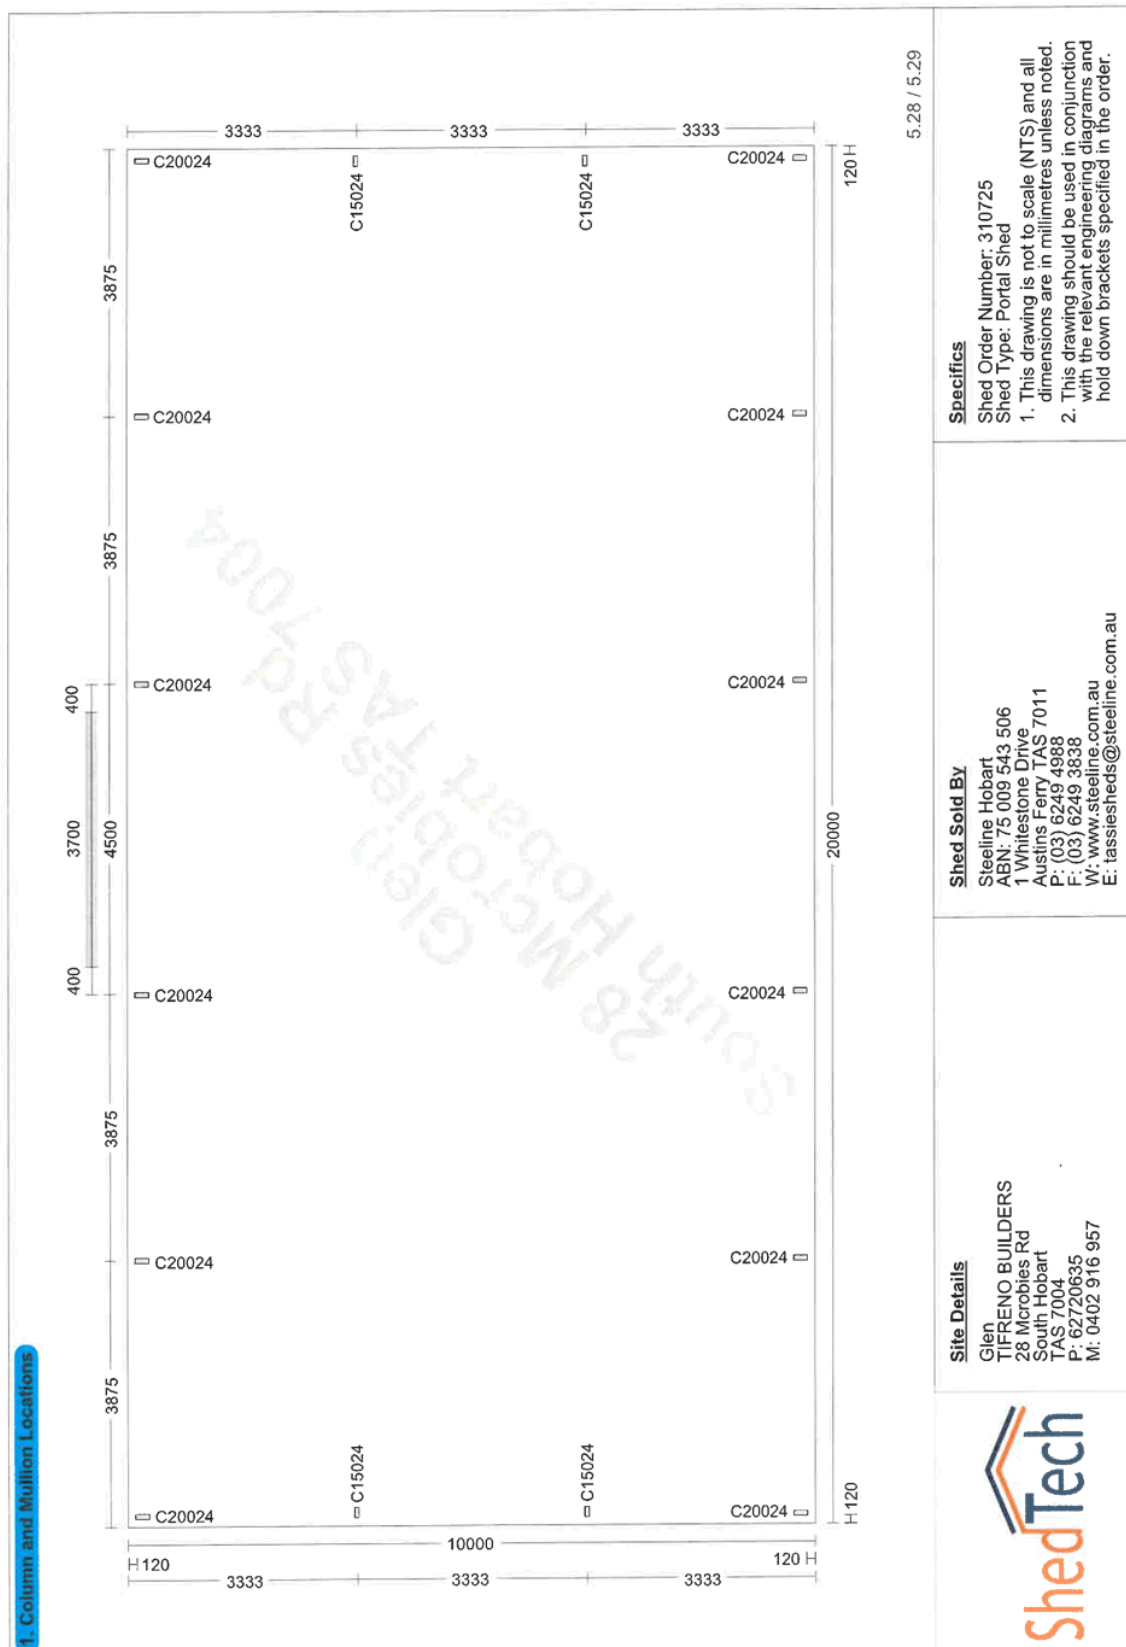 1. Column and Mullion Locations
400
3700
400
3875
3875
4500
3875
3875
C20024
C20024
C20024
C20024
C20024
C20024
3333
3333
3333
C15024
C15024
C15024
C15024
Glen
28 Mcrobies Rd
South Hobart TAS 7004
C20024
C20024
C20024
C20024
C20024
C20024
H 120
120 H
3333
3333
3333
10000
H 120
20000
120 H
5.28 / 5.29
ShedTech
Site Details
Glen
TIFRENO BUILDERS
28 Mcrobies Rd
South Hobart
TAS 7004
P: 62720635
M: 0402 916 957
Shed Sold By
Steeline Hobart
ABN: 75 009 543 506
1 Whitestone Drive
Austins Ferry TAS 7011
P: (03) 6249 4988
F: (03) 6249 3838
W: www.steeline.com.au
E: tassiesheds@steeline.com.au
Specifics
Shed Order Number: 310725
Shed Type: Portal Shed
1. This drawing is not to scale (NTS) and all
dimensions are in millimetres unless noted.
2. This drawing should be used in conjunction
with the relevant engineering diagrams and
hold down brackets specified in the order.